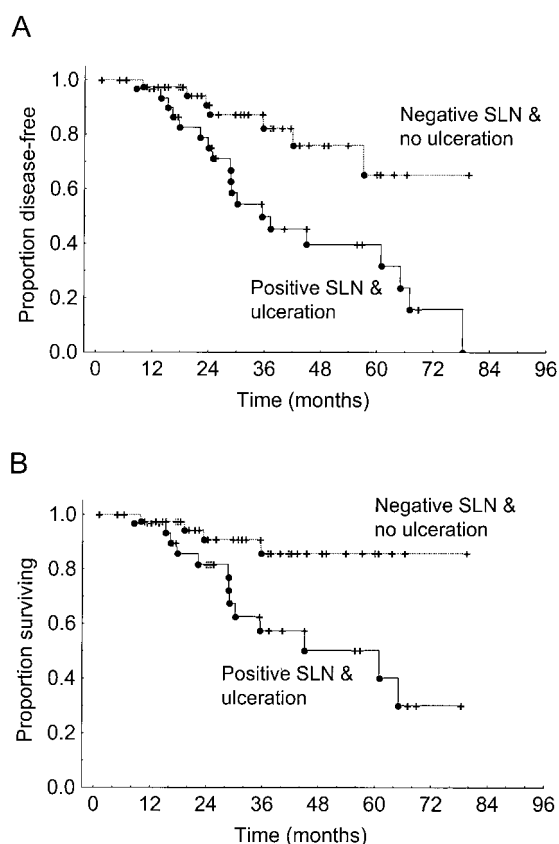 A
1.0
0.8
0.6
0.4
0.2
0.0
Proportion disease-free
Negative SLN &
no ulceration
Positive SLN &
ulceration
0 12 24 36 48 60 72 84 96
Time (months)
B
1.0
0.8
0.6
0.4
0.2
0.0
Proportion surviving
Negative SLN &
no ulceration
Positive SLN &
ulceration
0 12 24 36 48 60 72 84 96
Time (months)